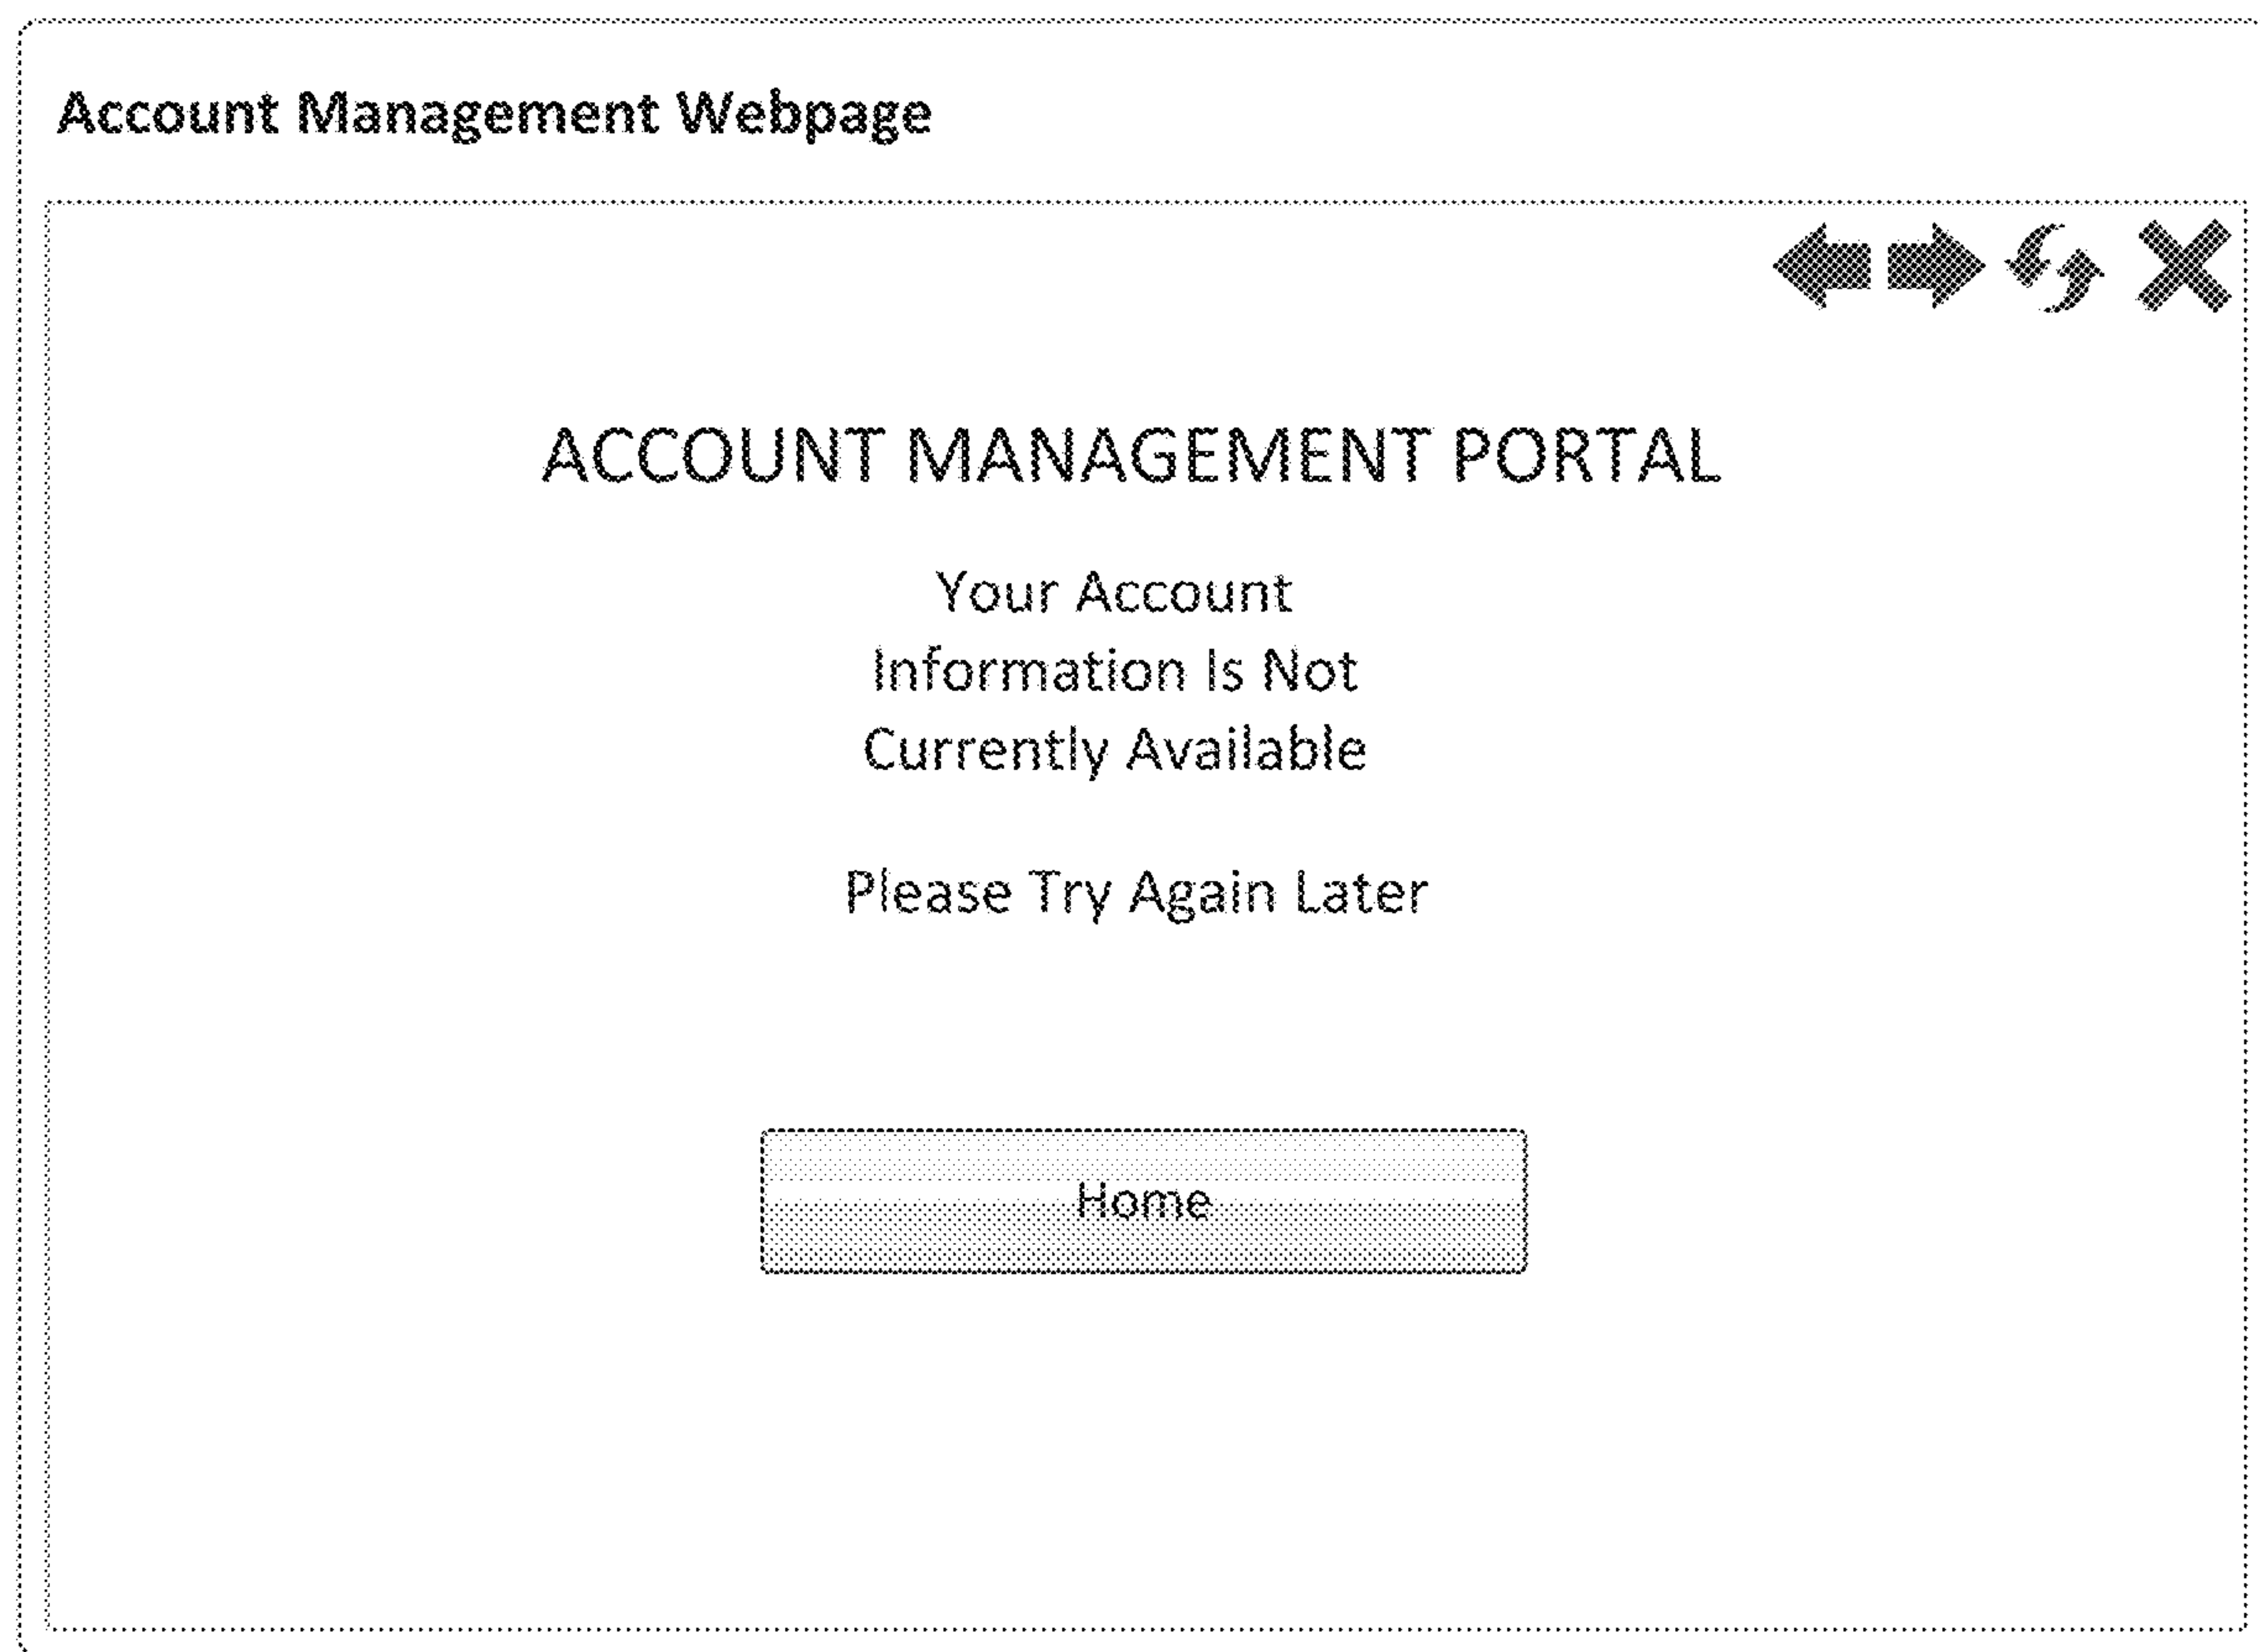 Account Management Webpage
ACCOUNT MANAGEMENT PORTAL
Your Account
Information Is Not
Currently Available
Please Try Again Later
Home